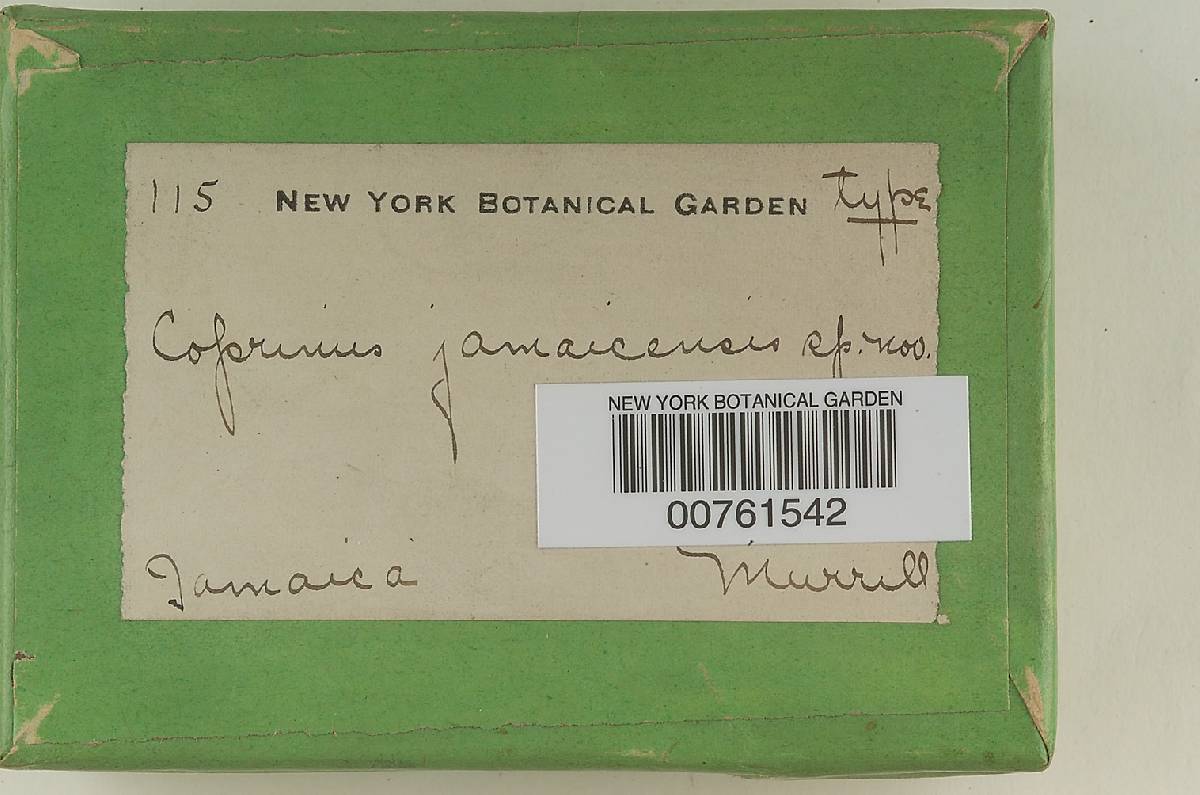 115 NEW YORK BOTANICAL GARDEN type
Coprinus jamaicensis sp. nov.
NEW YORK BOTANICAL GARDEN
00761542
Jamaica Murrill